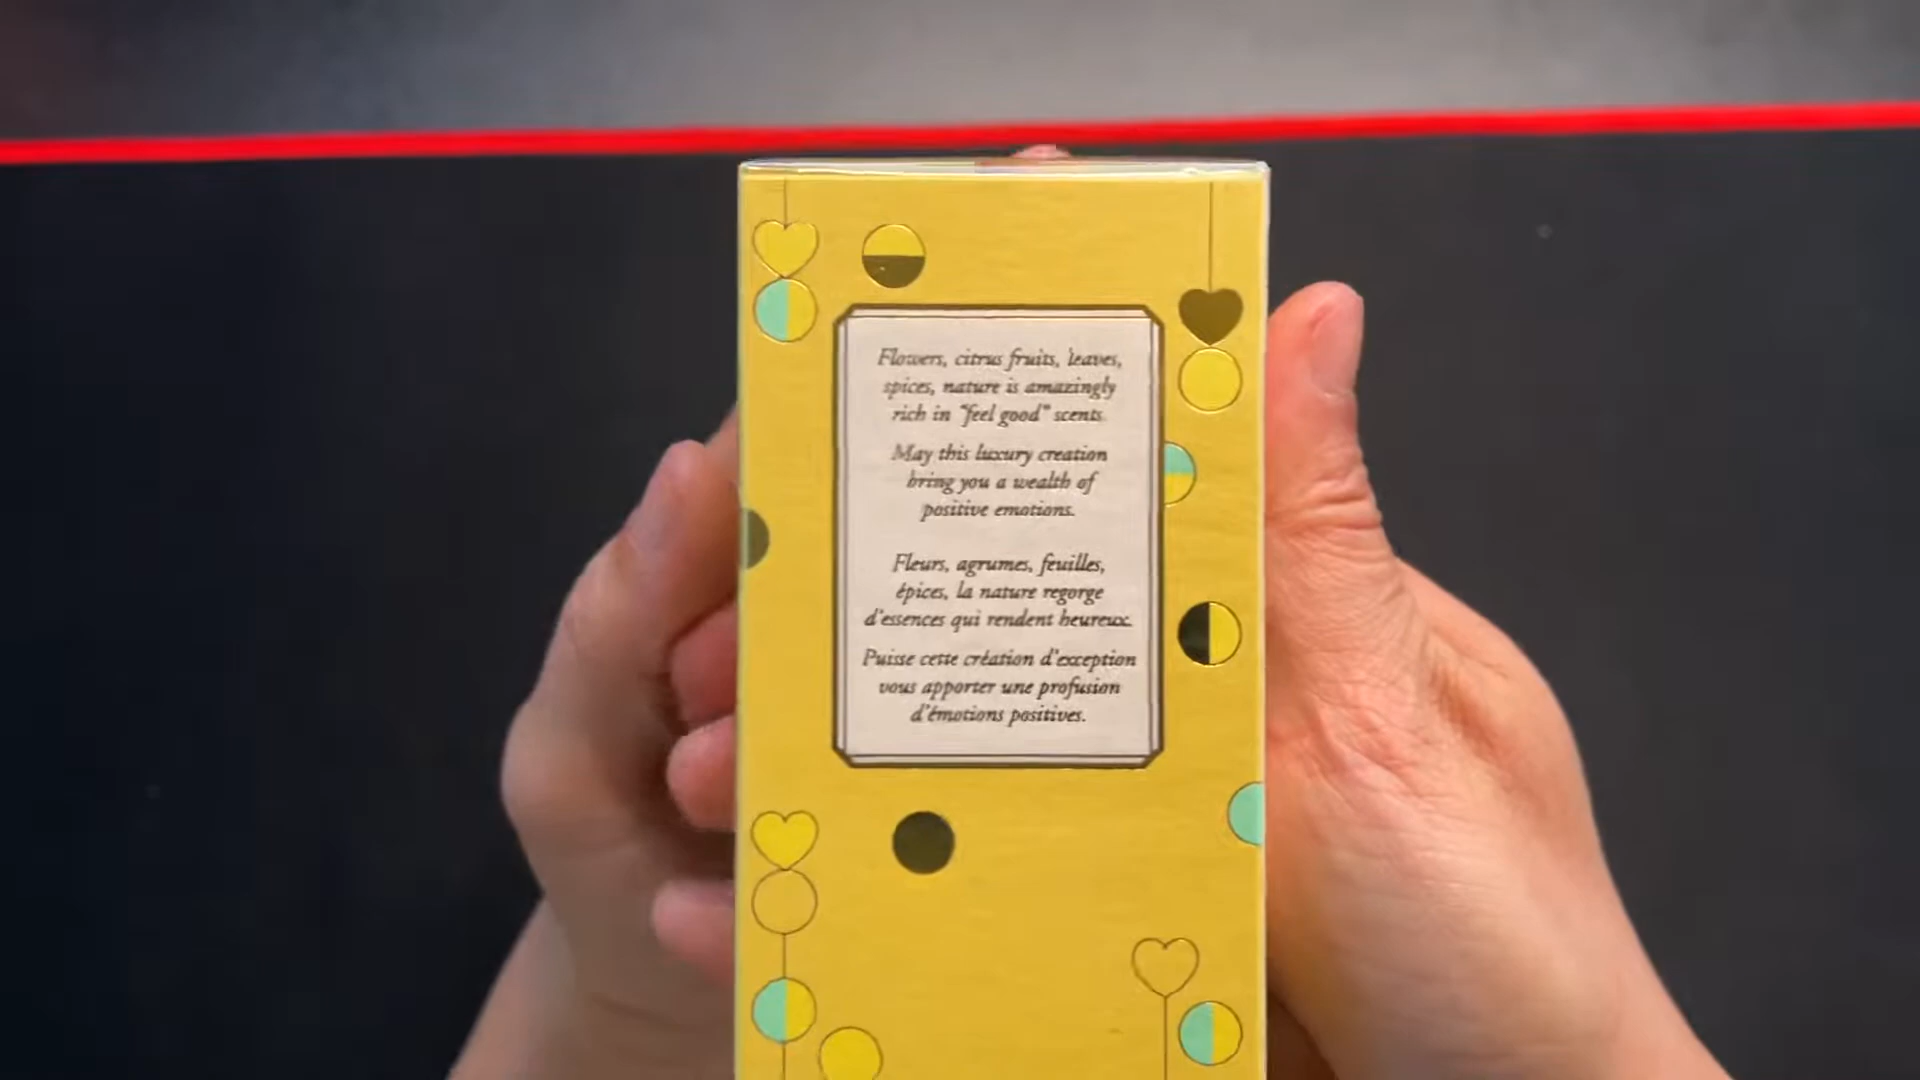 Flowers, citrus fruits, leaves,
spices, nature is amazingly
rich in "feel good" scents.
May this luxury creation
bring you a wealth of
positive emotions.
Fleurs, agrumes, feuilles,
épices, la nature regorge
d'essences qui rendent heureux.
Puisse cette création d'exception
vous apporter une profusion
d'émotions positives.